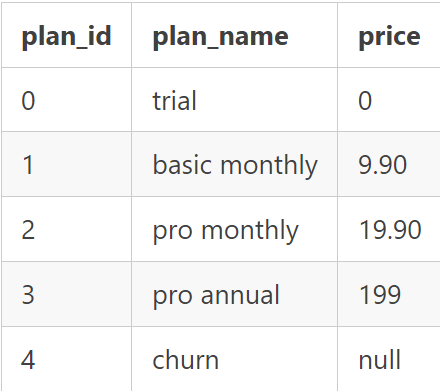 plan_id plan_name price
0 trial 0
1 basic monthly 9.90
2 pro monthly 19.90
3 pro annual 199
4 churn null